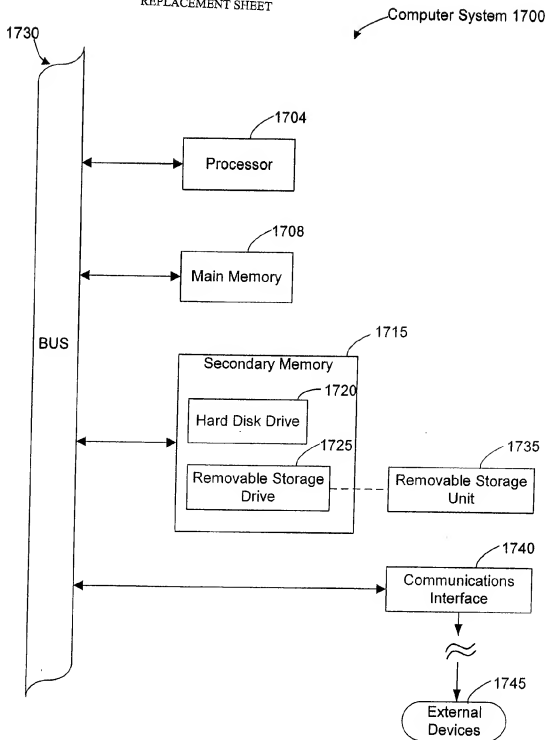 REPLACEMENT SHEET
Computer System 1700
1730
1704
Processor
1708
Main Memory
BUS
1715
Secondary Memory
1720
Hard Disk Drive
1725
Removable Storage
Drive
1735
Removable Storage
Unit
1740
Communications
Interface
1745
External
Devices